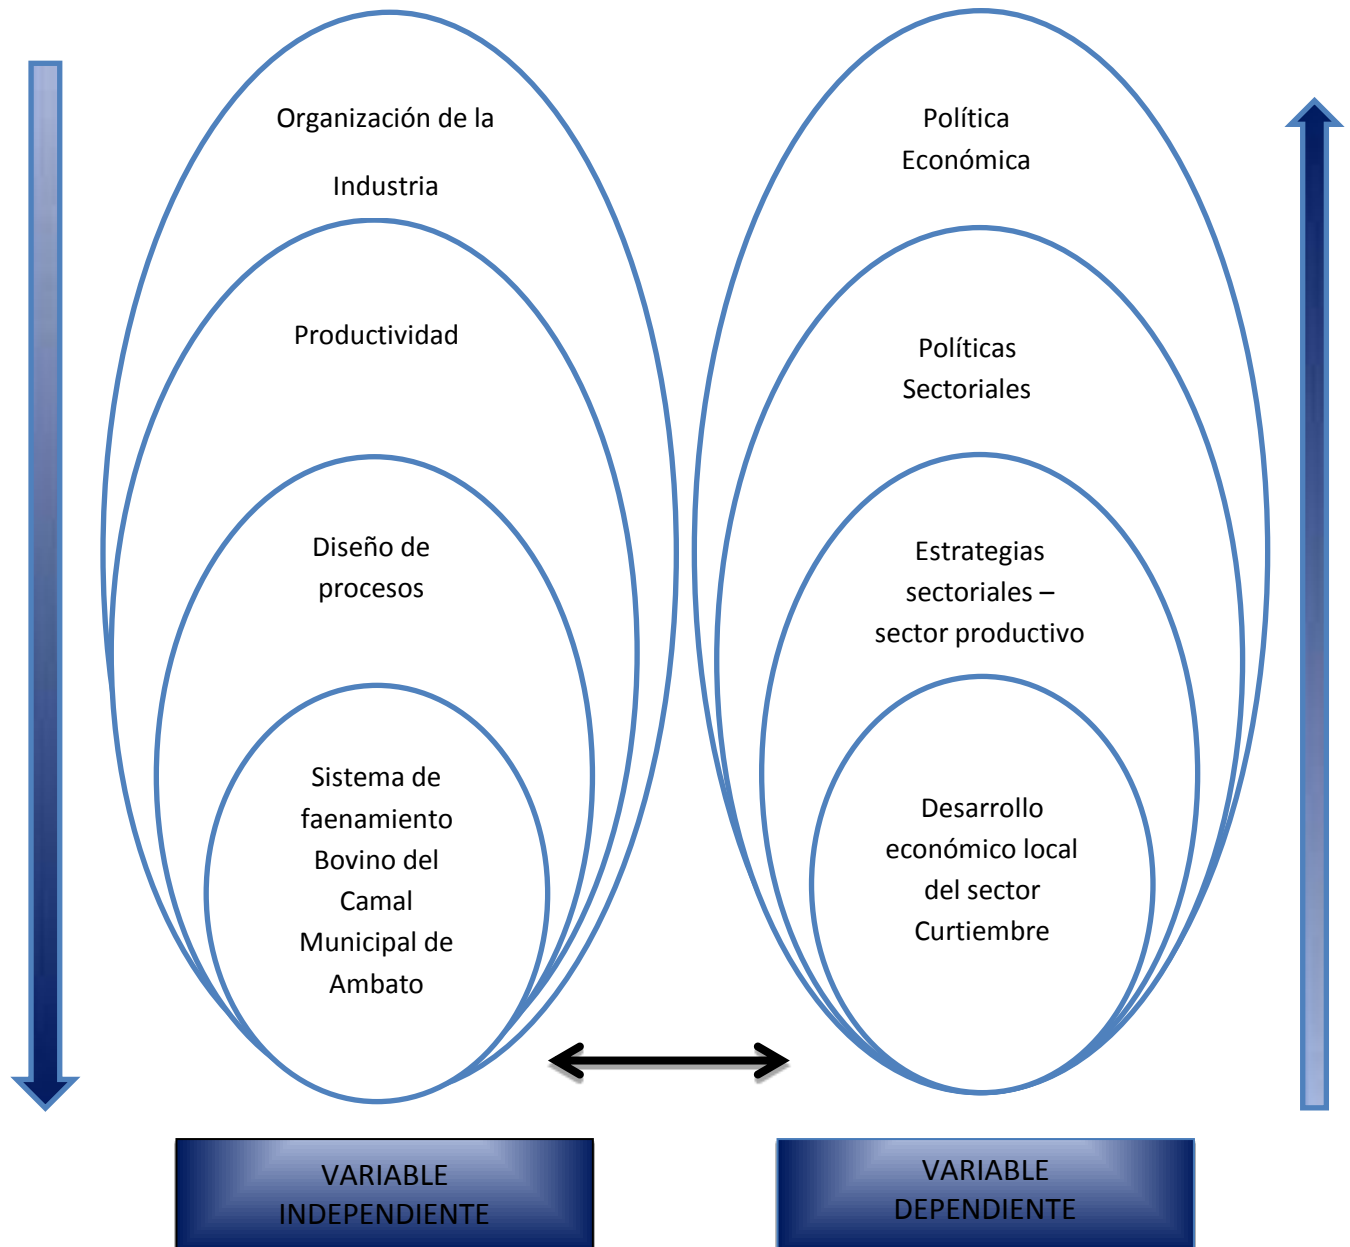 Organización de la
Industria
Productividad
Diseño de
procesos
Sistema de
faenamiento
Bovino del
Camal
Municipal de
Ambato
VARIABLE
INDEPENDIENTE
Política
Económica
Políticas
Sectoriales
Estrategias
sectoriales –
sector productivo
Desarrollo
económico local
del sector
Curtiembre
VARIABLE
DEPENDIENTE